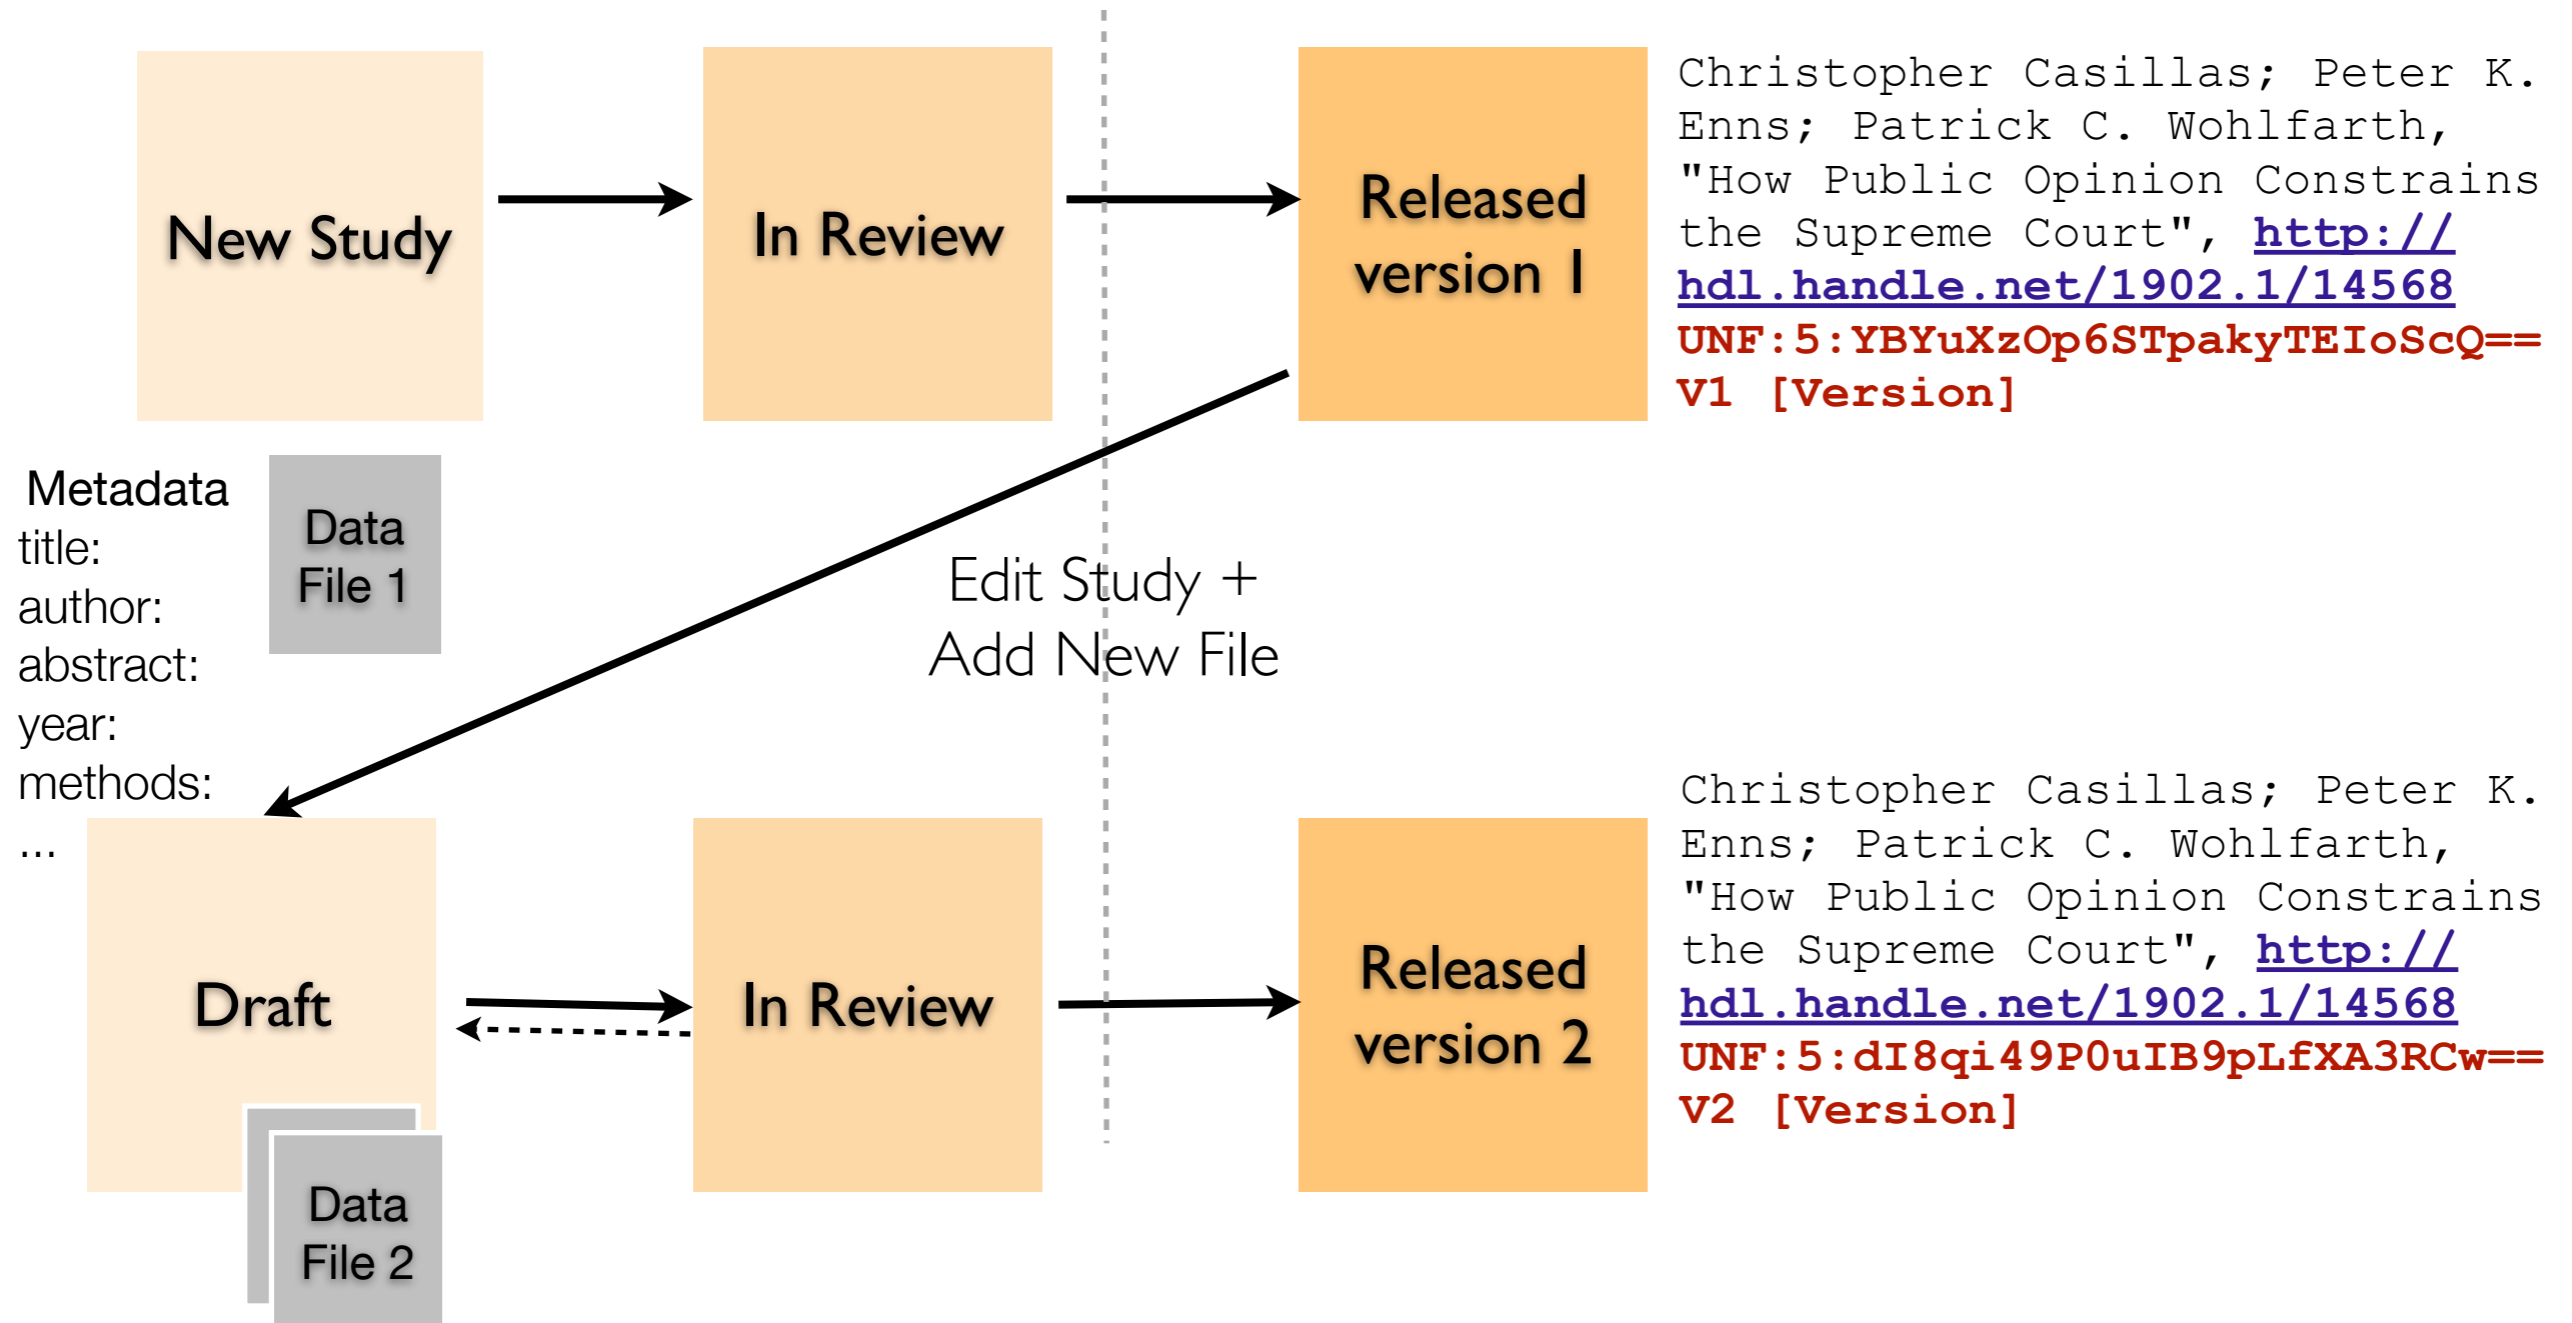 New Study
In Review
Released
version 1
Christopher Casillas; Peter K.
Enns; Patrick C. Wohlfarth,
"How Public Opinion Constrains
the Supreme Court", http://
hdl.handle.net/1902.1/14568
UNF:5:YBYuXzOp6STpakyTEIoScQ==
V1 [Version]
Metadata
title:
author:
abstract:
year:
methods:
...
Data
File 1
Edit Study +
Add New File
Draft
Data
File 2
In Review
Released
version 2
Christopher Casillas; Peter K.
Enns; Patrick C. Wohlfarth,
"How Public Opinion Constrains
the Supreme Court", http://
hdl.handle.net/1902.1/14568
UNF:5:dI8qi49P0uIB9pLfXA3RCw==
V2 [Version]